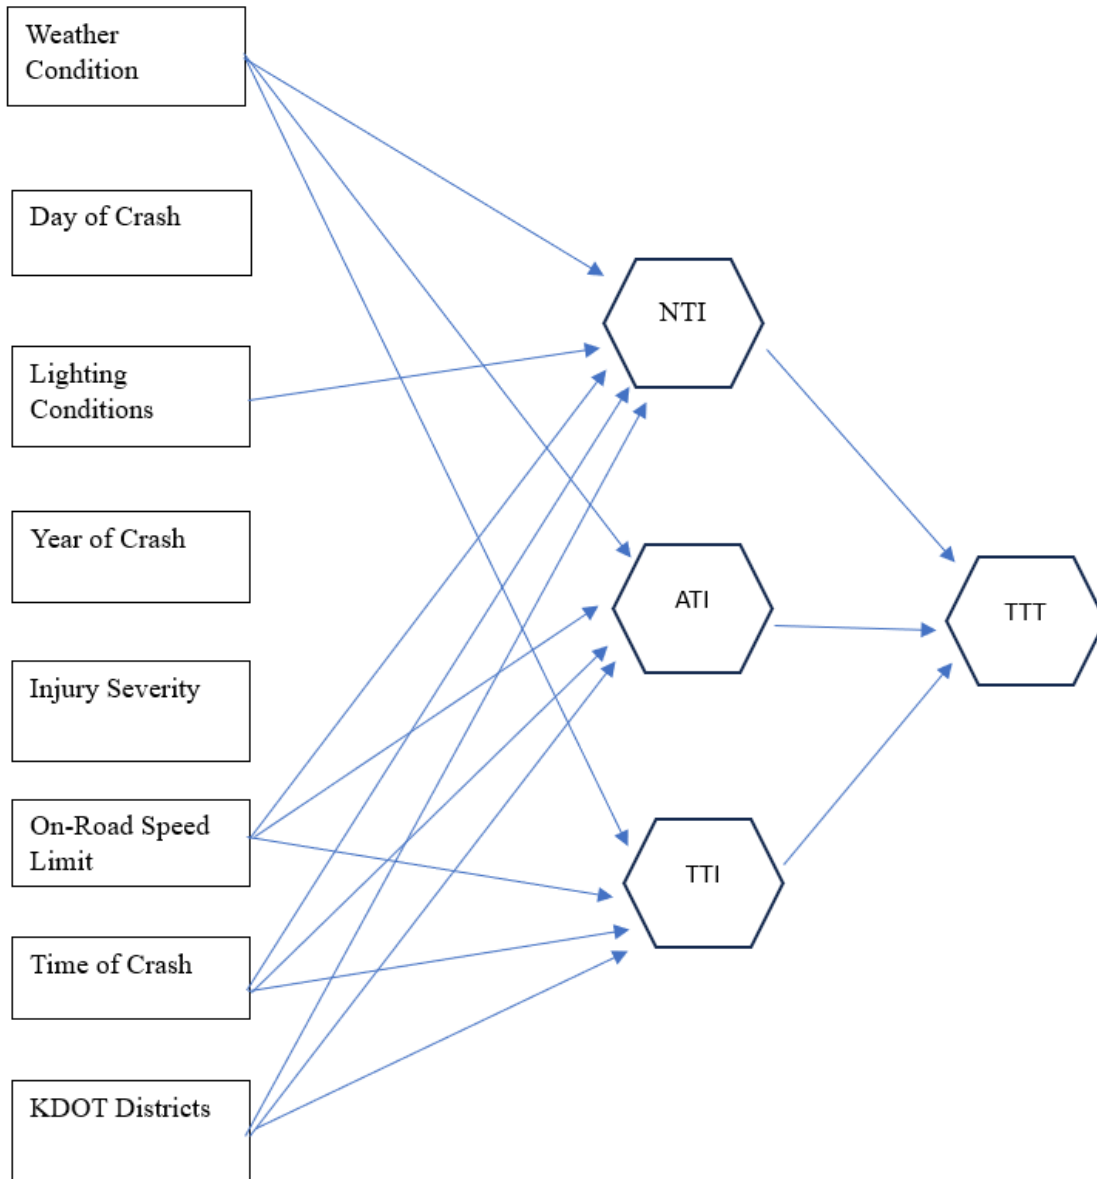 Weather
Condition
Day of Crash
NTI
Lighting
Conditions
Year of Crash
ATI
TTT
Injury Severity
On-Road Speed
Limit
TTI
Time of Crash
KDOT Districts